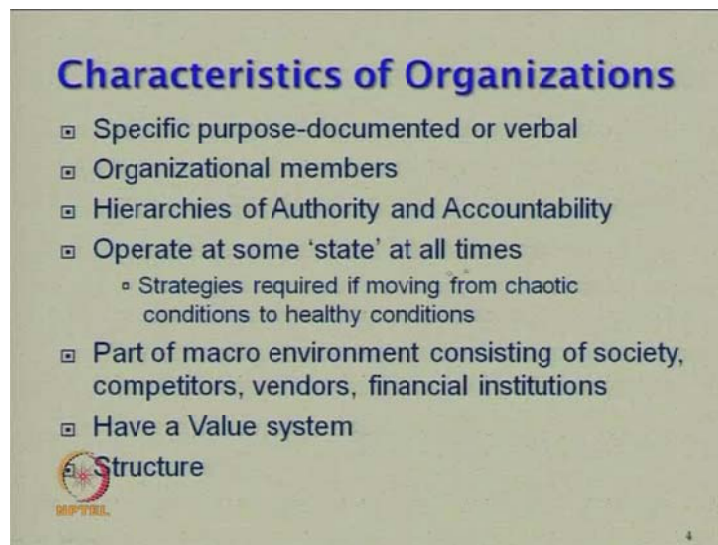 Characteristics of Organizations
Specific purpose-documented or verbal
Organizational members
Hierarchies of Authority and Accountability
Operate at some ‘state’ at all times
Strategies required if moving from chaotic
conditions to healthy conditions
Part of macro environment consisting of society,
competitors, vendors, financial institutions
Have a Value system
Structure
NPTEL
4